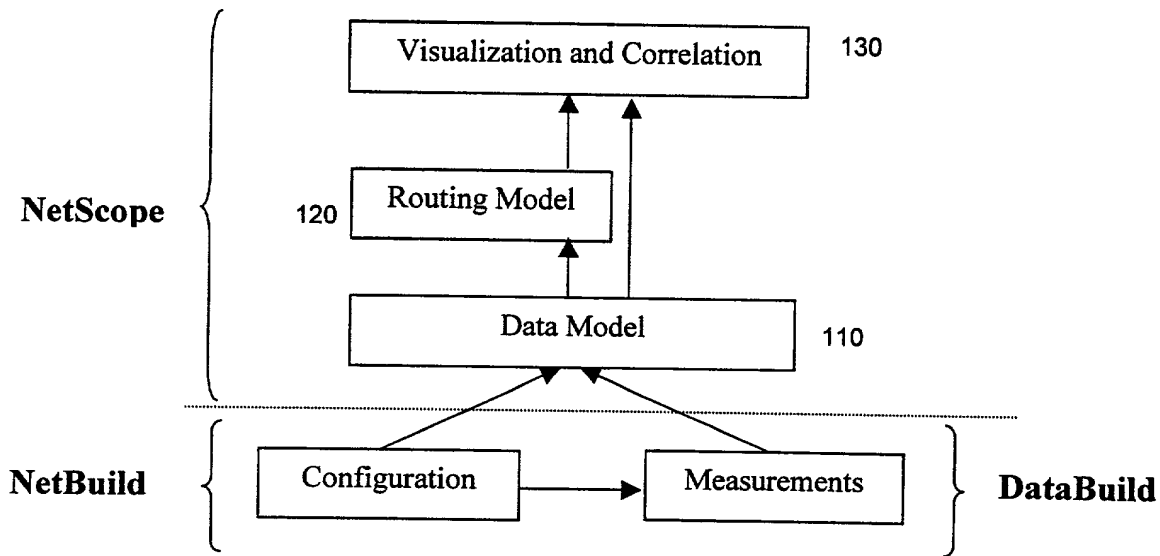 Visualization and Correlation
130
NetScope
120
Routing Model
Data Model
110
NetBuild
Configuration
Measurements
DataBuild